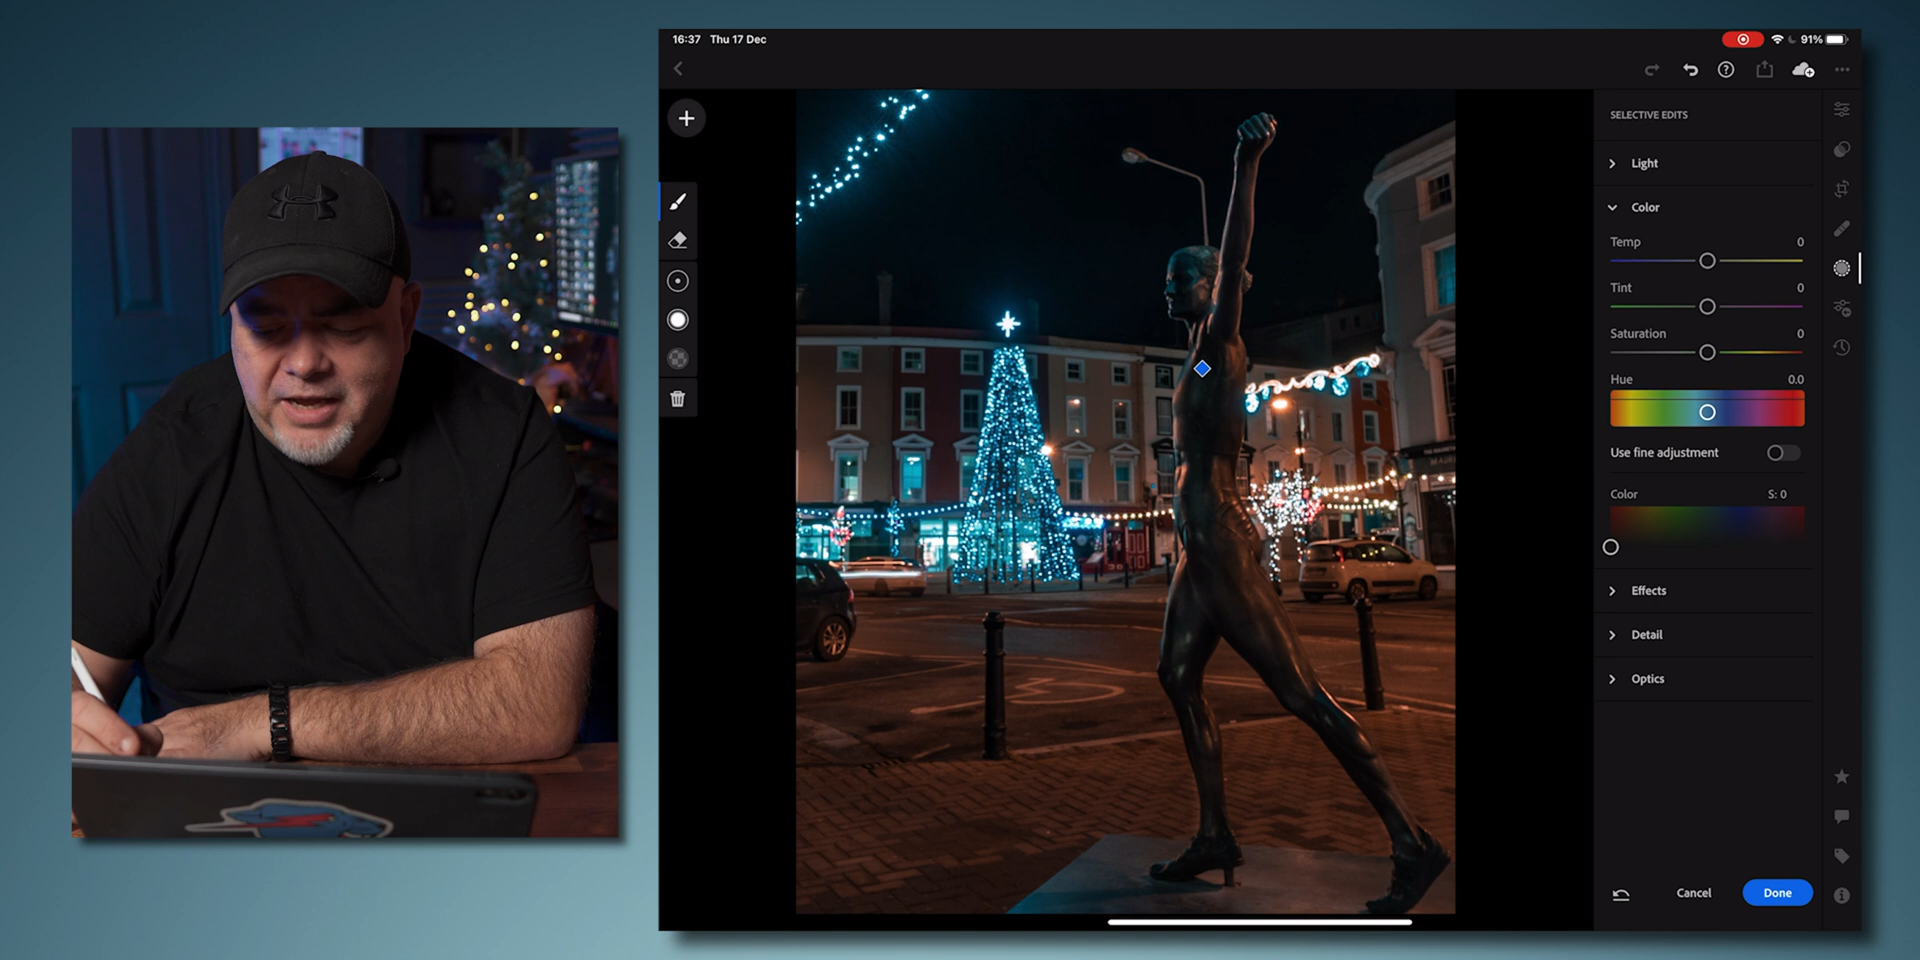 16:37 Thu 17 Dec
91%
SELECTIVE EDITS
Light
Color
Temp 0
Tint 0
Saturation 0
Hue 0.0
Use fine adjustment
Color S: 0
Effects
Detail
Optics
Cancel
Done